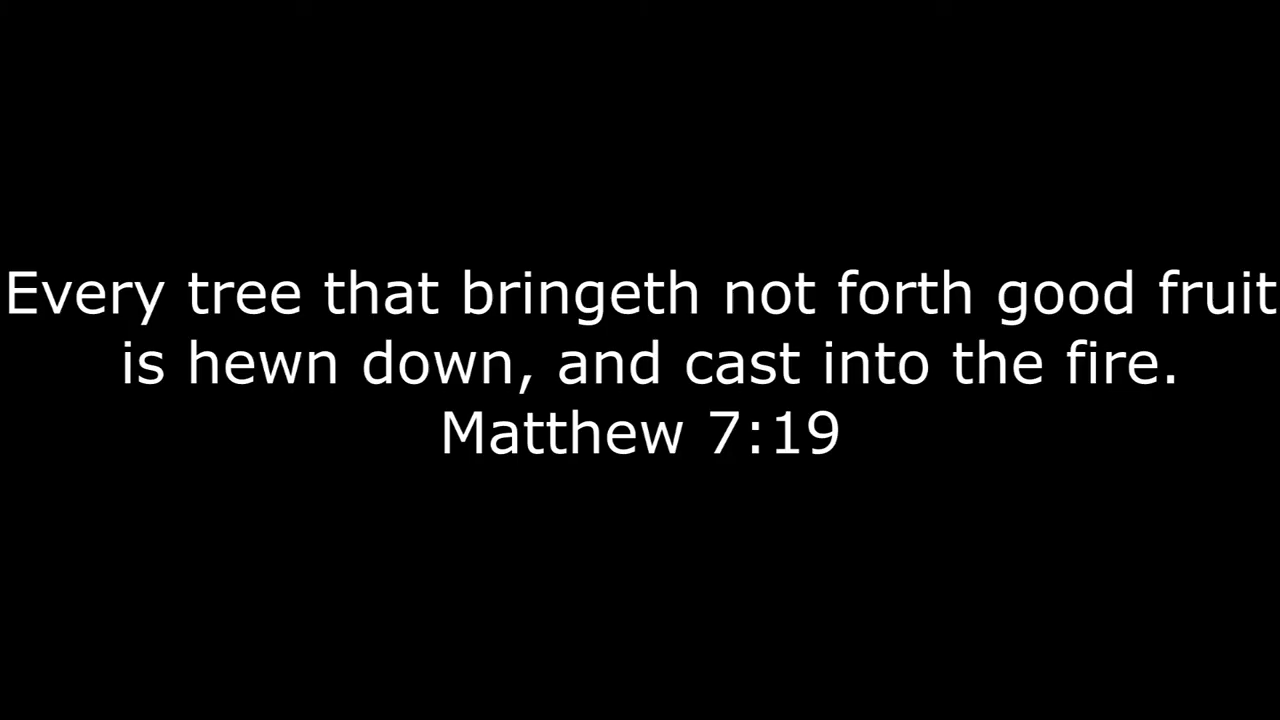 Every tree that bringeth not forth good fruit
is hewn down, and cast into the fire.
Matthew 7:19